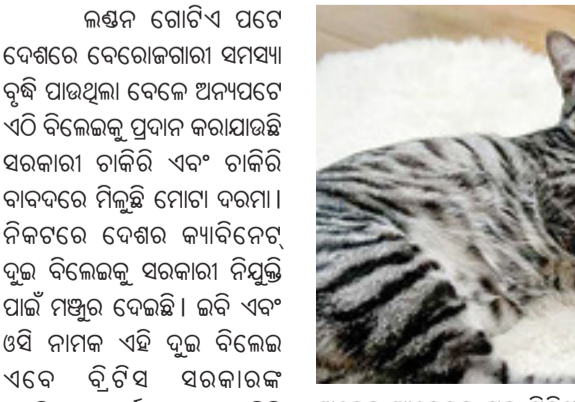 ଲଣ୍ଡନ ଗୋଟିଏ ପଟେ
ଦେଶରେ ବେରୋଜଗାରୀ ସମସ୍ୟା
ବୃଦ୍ଧି ପାଉଥିଲା ବେଳେ ଅନ୍ୟପଟେ
ଏଠି ବିଲେଇକୁ ପ୍ରଦାନ କରାଯାଉଛି
ସରକାରୀ ଚାକିରି ଏବଂ ଚାକିରି
ବାବଦରେ ମିଳୁଛି ମୋଟା ଦରମା।
ନିକଟରେ ଦେଶର କ୍ୟାବିନେଟ୍
ଦୁଇ ବିଲେଇକୁ ସରକାରୀ ନିଯୁକ୍ତି
ପାଇଁ ମଞ୍ଜୁର ଦେଇଛି। ଇବି ଏବଂ
ଓସି ନାମକ ଏହି ଦୁଇ ବିଲେଇ
ଏବେ ବ୍ରିଟିସ ସରକାରଙ୍କ